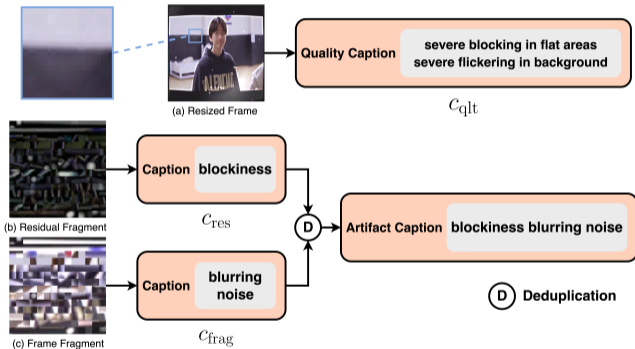 (a) Resized Frame
Quality Caption
severe blocking in flat areas
severe flickering in background
c_qlt
(b) Residual Fragment
Caption
blockiness
c_res
D
Artifact Caption
blockiness blurring noise
(c) Frame Fragment
Caption
blurring
noise
c_frag
D Deduplication